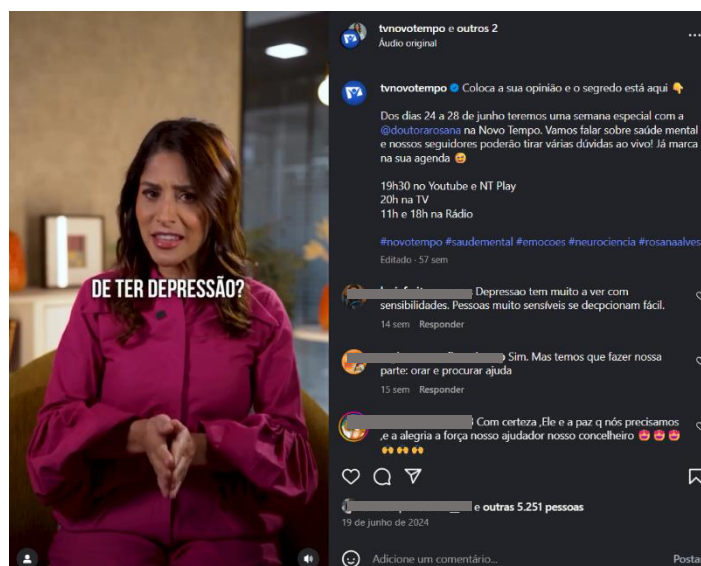 tvnovotempo e outros 2
Áudio original
...
DE TER DEPRESSÃO?
tvnovotempo Coloca a sua opinião e o segredo está aqui 👇
Dos dias 24 a 28 de junho teremos uma semana especial com a
@doutorarosana na Novo Tempo. Vamos falar sobre saúde mental
e nossos seguidores poderão tirar várias dúvidas ao vivo! Já marca
na sua agenda 😉
19h30 no Youtube e NT Play
20h na TV
11h e 18h na Rádio
#novotempo #saudemental #emocoes #neurociencia #rosanaalves
Editado · 57 sem
Depressao tem muito a ver com
sensibilidades. Pessoas muito sensíveis se decpcionam fácil.
14 sem Responder
Sim. Mas temos que fazer nossa
parte: orar e procurar ajuda
15 sem Responder
Com certeza ,Ele e a paz q nós precisamos
,e a alegria a força nosso ajudador nosso concelheiro 🤩🤩🤩
🙌🙌🙌
e outras 5.251 pessoas
19 de junho de 2024
Adicione um comentário...
Posta